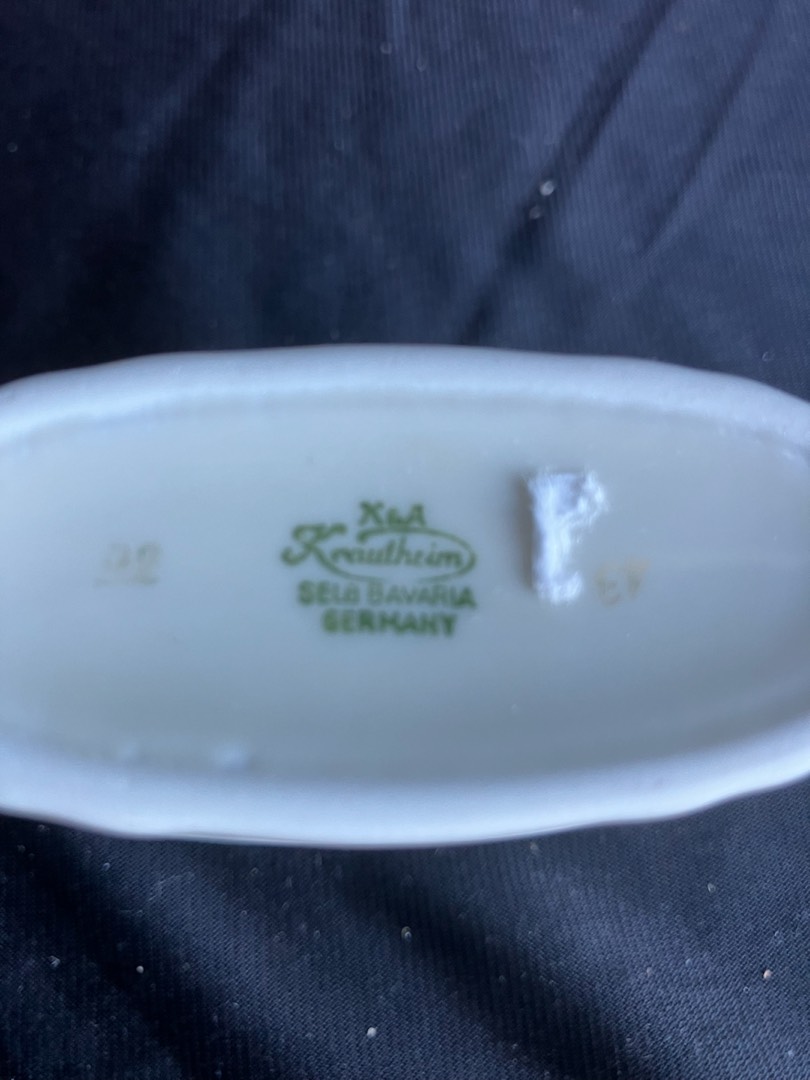 K&A
Krautheim
SELB BAVARIA
GERMANY